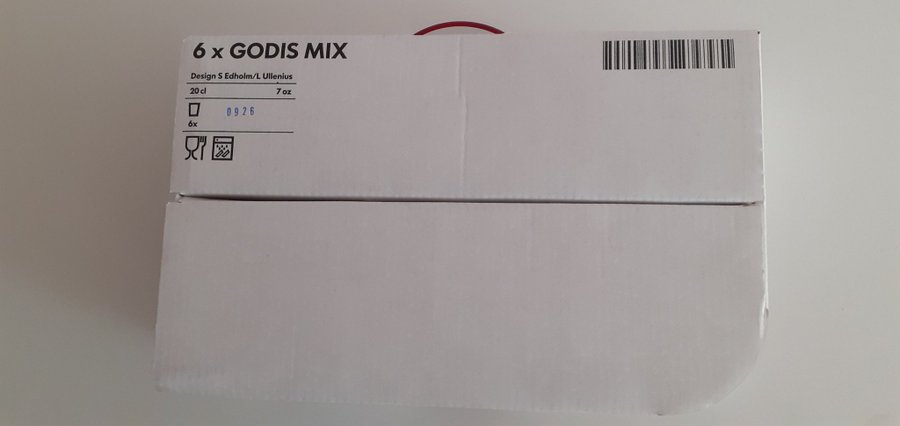 6 x GODIS MIX
Design S Edholm/L Ullenius
20 cl 7 oz
0926
6x